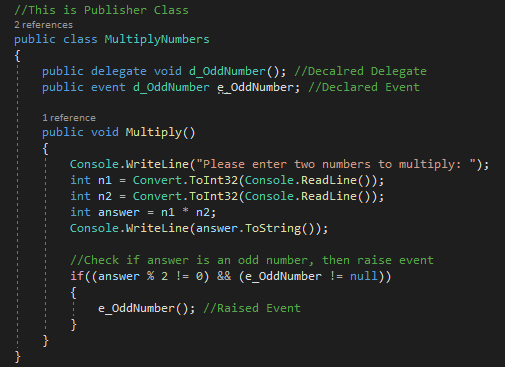 //This is Publisher Class
2 references
public class MultiplyNumbers
{
public delegate void d_OddNumber(); //Decalred Delegate
public event d_OddNumber e_OddNumber; //Declared Event
1 reference
public void Multiply()
{
Console.WriteLine("Please enter two numbers to multiply: ");
int n1 = Convert.ToInt32(Console.ReadLine());
int n2 = Convert.ToInt32(Console.ReadLine());
int answer = n1 * n2;
Console.WriteLine(answer.ToString());
//Check if answer is an odd number, then raise event
if((answer % 2 != 0) && (e_OddNumber != null))
{
e_OddNumber(); //Raised Event
}
}
}